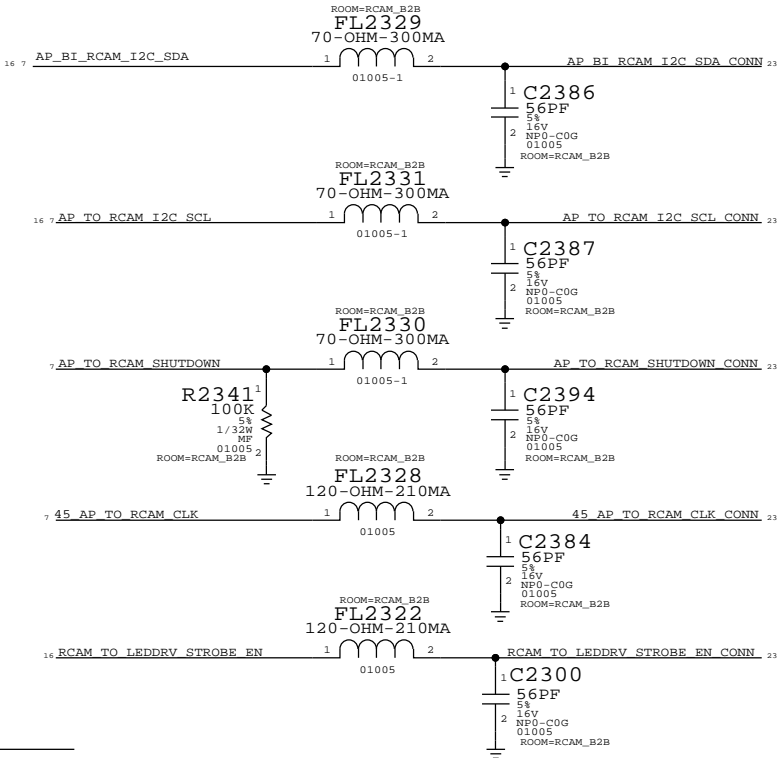 ROOM=RCAM_B2B
FL2329
70-OHM-300MA
16 7 AP_BI_RCAM_I2C_SDA 1 2 AP_BI_RCAM_I2C_SDA_CONN 23
01005-1
1 C2386
56PF
5%
16V
2 NP0-C0G
01005
ROOM=RCAM_B2B
ROOM=RCAM_B2B
FL2331
70-OHM-300MA
16 7 AP_TO_RCAM_I2C_SCL 1 2 AP_TO_RCAM_I2C_SCL_CONN 23
01005-1
1 C2387
56PF
5%
16V
2 NP0-C0G
01005
ROOM=RCAM_B2B
ROOM=RCAM_B2B
FL2330
70-OHM-300MA
7 AP_TO_RCAM_SHUTDOWN 1 2 AP_TO_RCAM_SHUTDOWN_CONN 23
01005-1
R2341 1
100K
5%
1/32W
MF
01005 2
ROOM=RCAM_B2B
1 C2394
56PF
5%
16V
2 NP0-C0G
01005
ROOM=RCAM_B2B
ROOM=RCAM_B2B
FL2328
120-OHM-210MA
7 45_AP_TO_RCAM_CLK 1 2 45_AP_TO_RCAM_CLK_CONN 23
01005
1 C2384
56PF
5%
16V
2 NP0-C0G
01005
ROOM=RCAM_B2B
ROOM=RCAM_B2B
FL2322
120-OHM-210MA
16 RCAM_TO_LEDDRV_STROBE_EN 1 2 RCAM_TO_LEDDRV_STROBE_EN_CONN 23
01005
1 C2300
56PF
5%
16V
2 NP0-C0G
01005
ROOM=RCAM_B2B